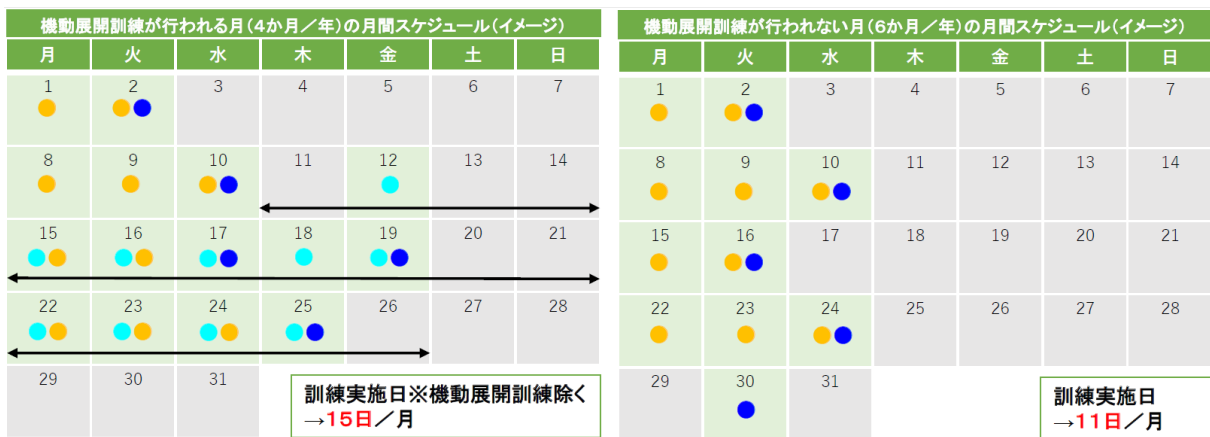 機動展開訓練が行われる月(4か月/年)の月間スケジュール(イメージ)
月 火 水 木 金 土 日
1 2 3 4 5 6 7
8 9 10 11 12 13 14
15 16 17 18 19 20 21
22 23 24 25 26 27 28
29 30 31
訓練実施日※機動展開訓練除く
→15日/月
機動展開訓練が行われない月(6か月/年)の月間スケジュール(イメージ)
月 火 水 木 金 土 日
1 2 3 4 5 6 7
8 9 10 11 12 13 14
15 16 17 18 19 20 21
22 23 24 25 26 27 28
29 30 31
訓練実施日
→11日/月